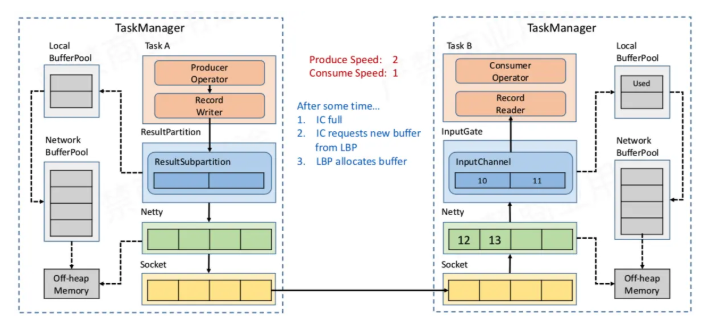 TaskManager
Local
BufferPool
Task A
Producer
Operator
Record
Writer
ResultPartition
ResultSubpartition
Network
BufferPool
Netty
Off-heap
Memory
Socket
Produce Speed: 2
Consume Speed: 1
After some time...
1. IC full
2. IC requests new buffer
from LBP
3. LBP allocates buffer
TaskManager
Task B
Consumer
Operator
Record
Reader
Local
BufferPool
Used
InputGate
InputChannel
10 11
Network
BufferPool
Netty
12 13
Socket
Off-heap
Memory